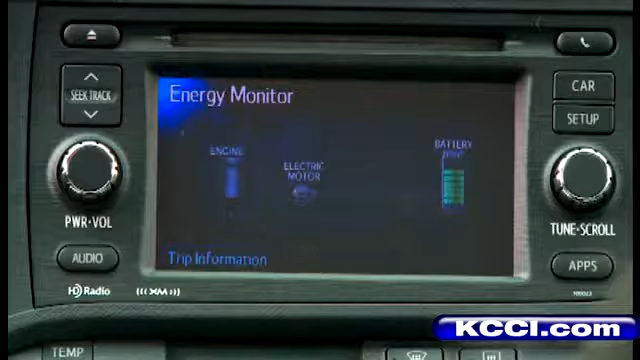 Energy Monitor
CAR
SEEK TRACK
SETUP
ENGINE
ELECTRIC
MOTOR
BATTERY
PWR·VOL
TUNE·SCROLL
AUDIO
Trip Information
APPS
HD Radio
((( XM )))
KCCI.com
TEMP